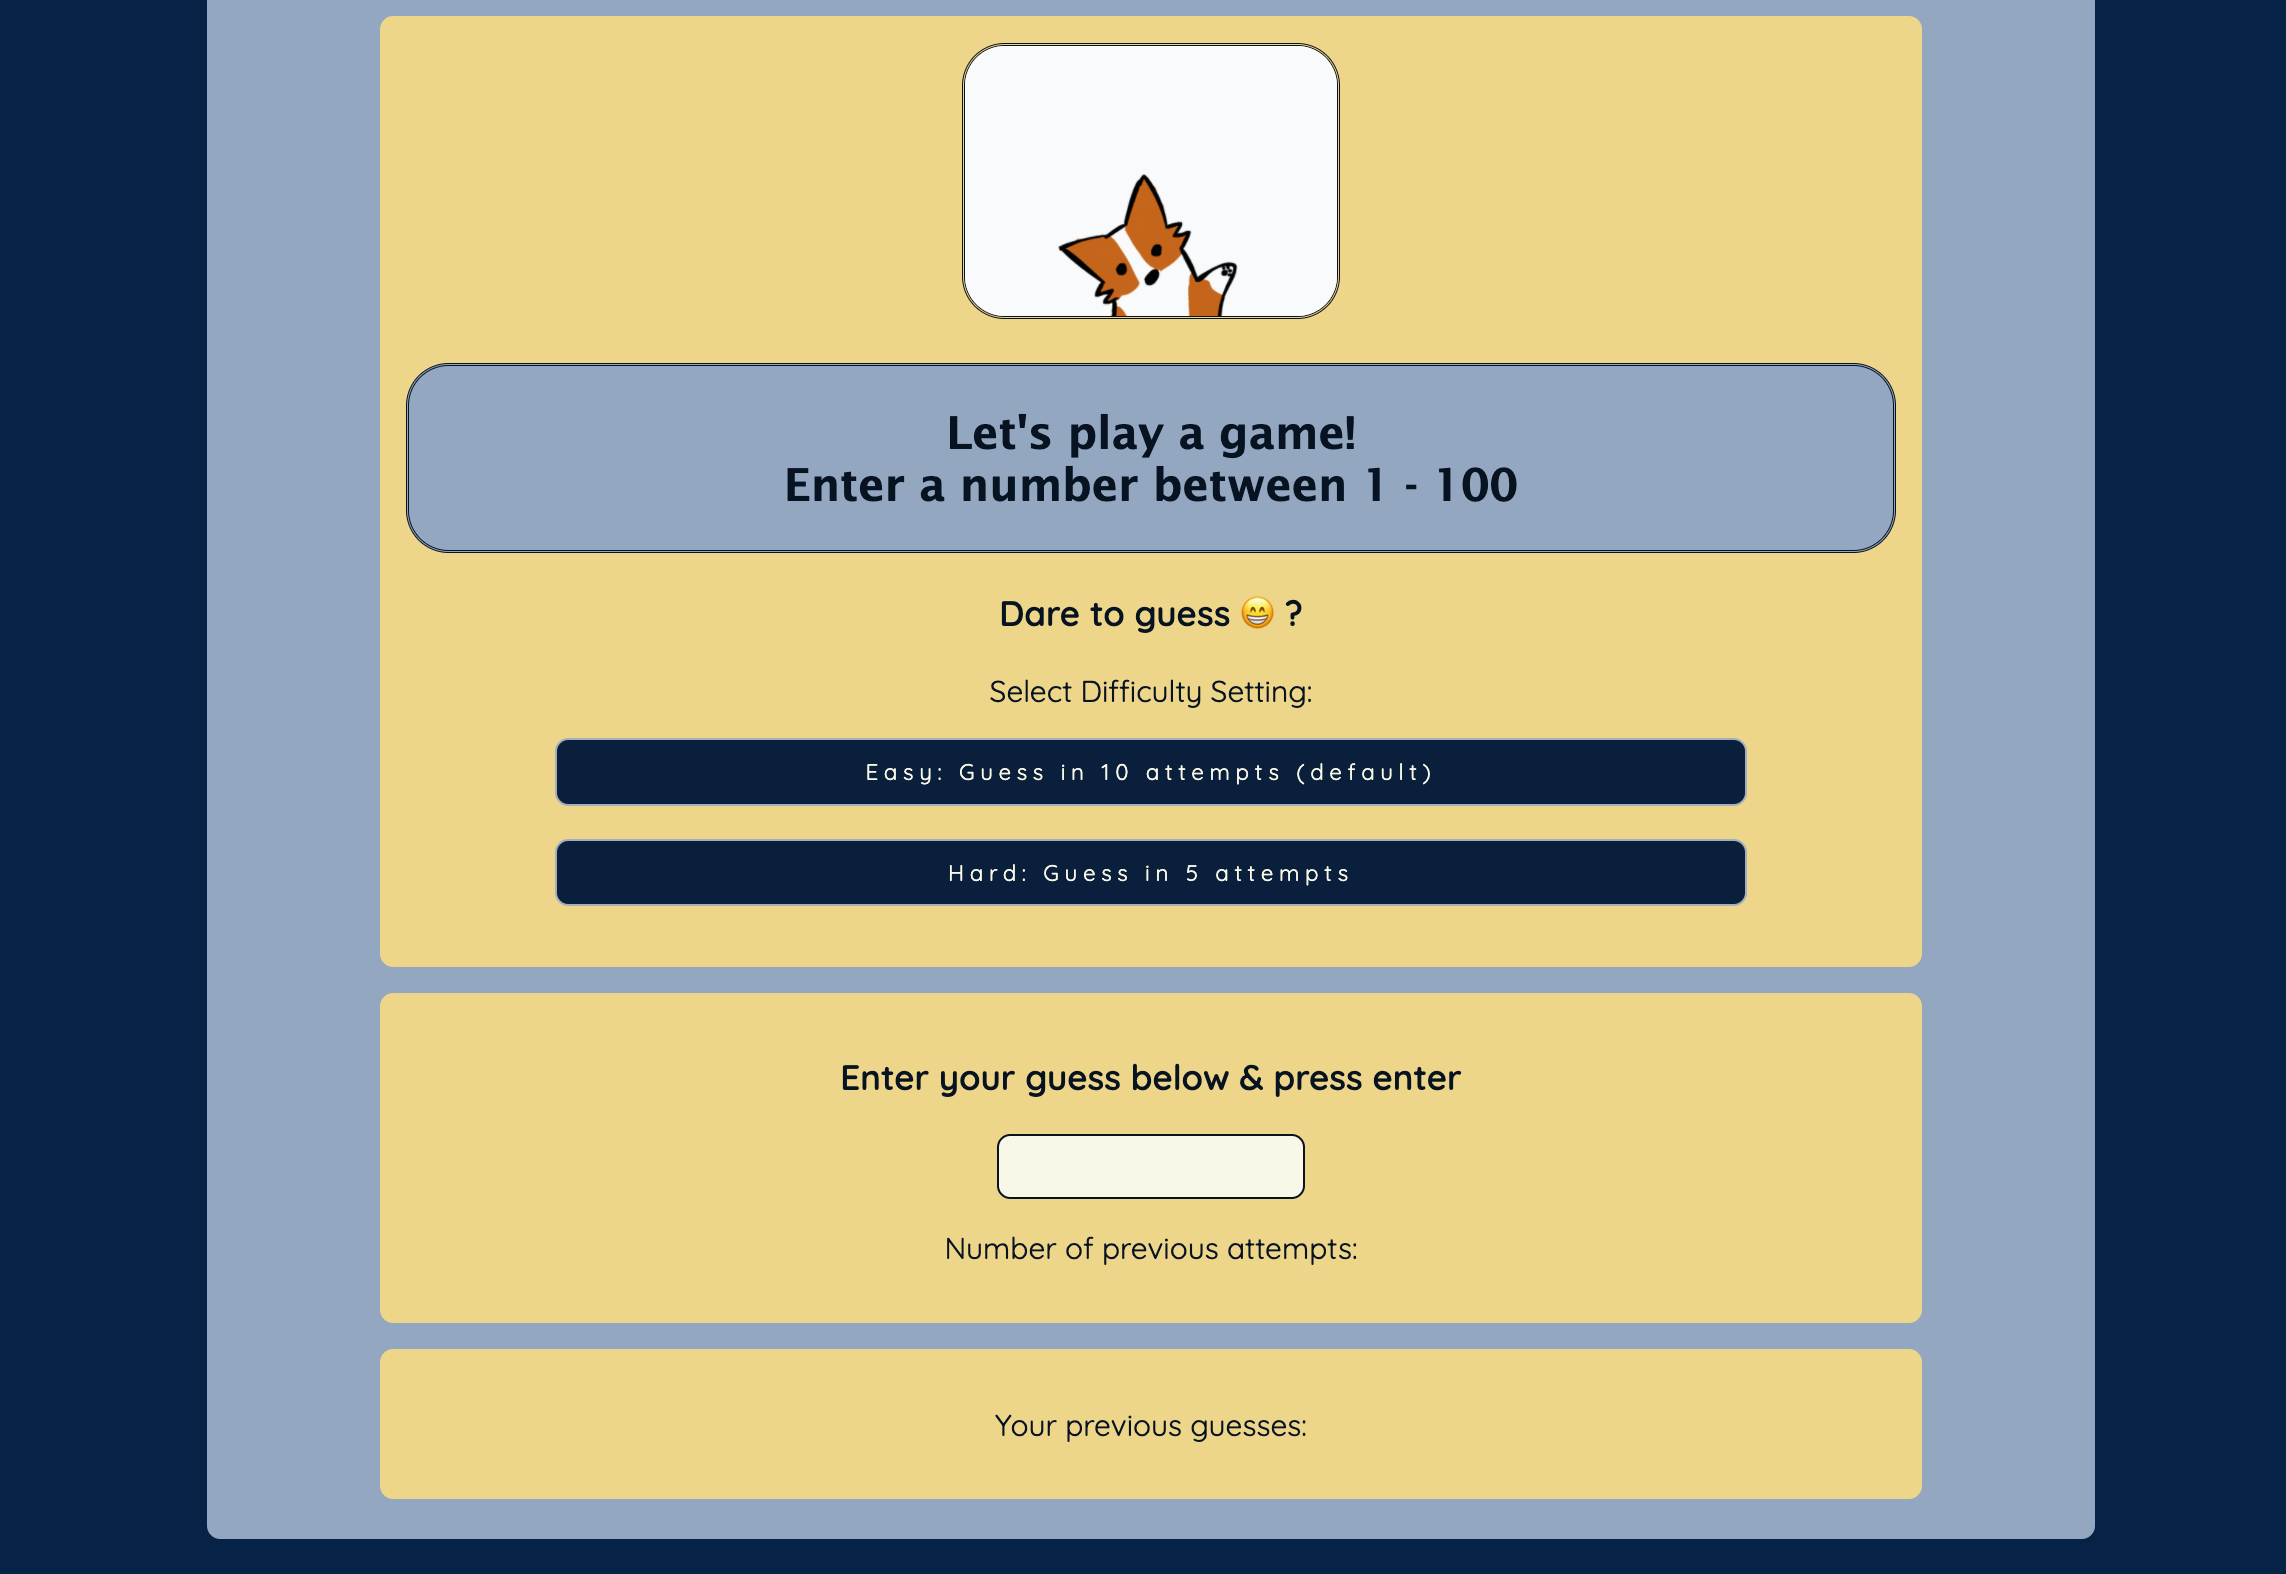 Let's play a game!
Enter a number between 1 - 100
Dare to guess 😁 ?
Select Difficulty Setting:
Easy: Guess in 10 attempts (default)
Hard: Guess in 5 attempts
Enter your guess below & press enter
Number of previous attempts:
Your previous guesses: